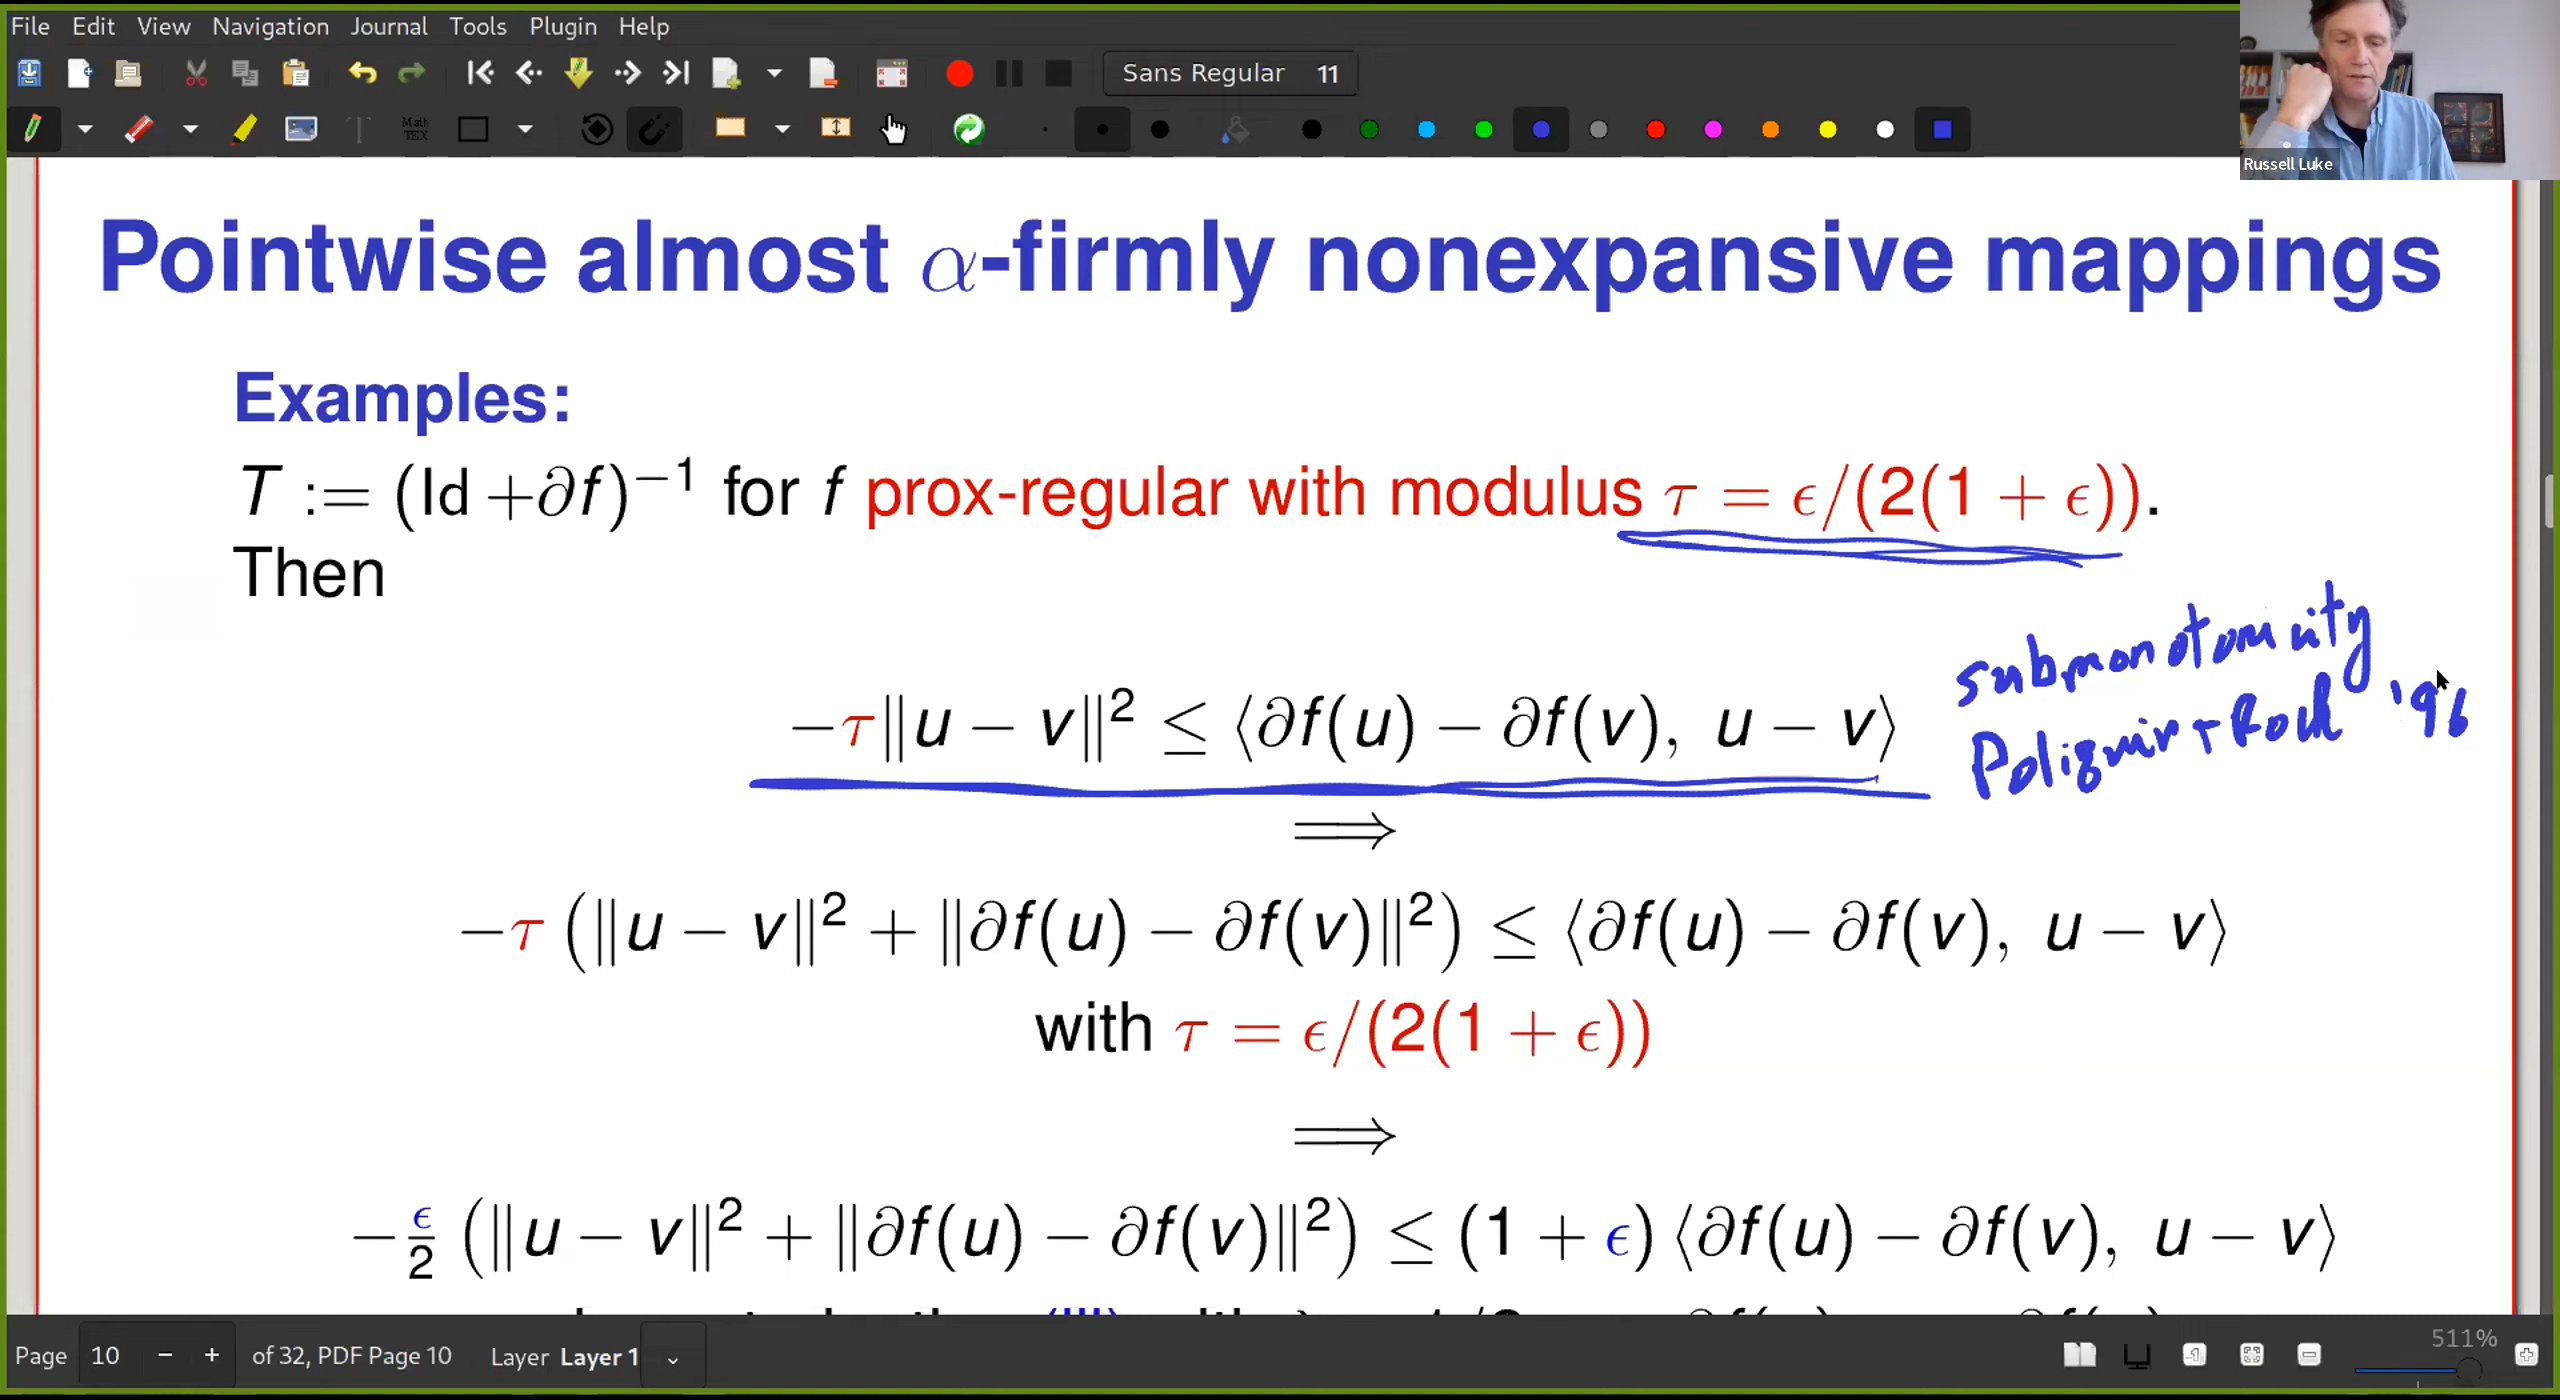 File Edit View Navigation Journal Tools Plugin Help
Sans Regular 11
Math TEX
Russell Luke
Pointwise almost α-firmly nonexpansive mappings
Examples:
T := (Id +∂f)⁻¹ for f prox-regular with modulus τ = ϵ/(2(1 + ϵ)).
Then
submonotonicity
−τ‖u − v‖² ≤ ⟨∂f(u) − ∂f(v), u − v⟩
Poliquin + Rock '96
⟹
−τ (‖u − v‖² + ‖∂f(u) − ∂f(v)‖²) ≤ ⟨∂f(u) − ∂f(v), u − v⟩
with τ = ϵ/(2(1 + ϵ))
⟹
−ϵ/2 (‖u − v‖² + ‖∂f(u) − ∂f(v)‖²) ≤ (1 + ϵ) ⟨∂f(u) − ∂f(v), u − v⟩
Page 10 − + of 32, PDF Page 10 Layer Layer 1 511%